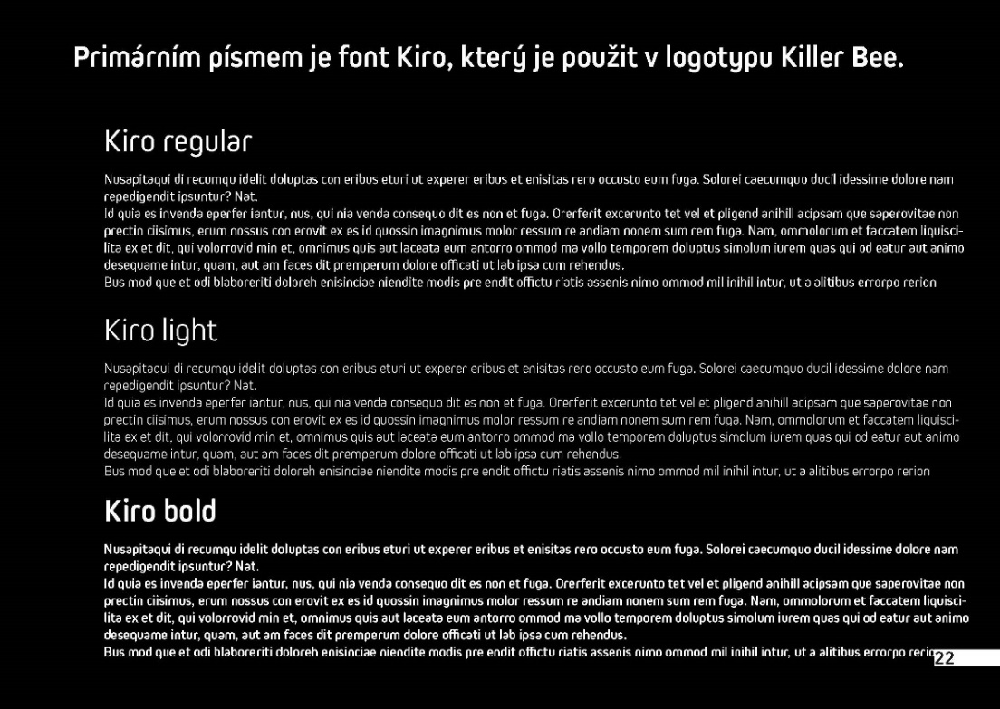 Primárním písmem je font Kiro, který je použit v logotypu Killer Bee.
Kiro regular
Nusapitaqui di recumqu idelit doluptas con eribus eturi ut experer eribus et enisitas rero occusto eum fuga. Solorei caecumquo ducil idessime dolore nam
repedigendit ipsuntur? Nat.
Id quia es invenda eperfer iantur, nus, qui nia venda consequo dit es non et fuga. Orerferit excerunto tet vel et pligend anihill acipsam que saperovitae non
prectin ciisimus, erum nossus con erovit ex es id quossin imagnimus molor ressum re andiam nonem sum rem fuga. Nam, ommolorum et faccatem liquisci-
lita ex et dit, qui volorrovid min et, omnimus quis aut laceata eum antorro ommod ma vollo temporem doluptus simolum iurem quas qui od eatur aut animo
desequame intur, quam, aut am faces dit premperum dolore officati ut lab ipsa cum rehendus.
Bus mod que et odi blaboreriti doloreh enisinciae niendite modis pre endit offictu riatis assenis nimo ommod mil inihil intur, ut a alitibus errorpo rerion
Kiro light
Nusapitaqui di recumqu idelit doluptas con eribus eturi ut experer eribus et enisitas rero occusto eum fuga. Solorei caecumquo ducil idessime dolore nam
repedigendit ipsuntur? Nat.
Id quia es invenda eperfer iantur, nus, qui nia venda consequo dit es non et fuga. Orerferit excerunto tet vel et pligend anihill acipsam que saperovitae non
prectin ciisimus, erum nossus con erovit ex es id quossin imagnimus molor ressum re andiam nonem sum rem fuga. Nam, ommolorum et faccatem liquisci-
lita ex et dit, qui volorrovid min et, omnimus quis aut laceata eum antorro ommod ma vollo temporem doluptus simolum iurem quas qui od eatur aut animo
desequame intur, quam, aut am faces dit premperum dolore officati ut lab ipsa cum rehendus.
Bus mod que et odi blaboreriti doloreh enisinciae niendite modis pre endit offictu riatis assenis nimo ommod mil inihil intur, ut a alitibus errorpo rerion
Kiro bold
Nusapitaqui di recumqu idelit doluptas con eribus eturi ut experer eribus et enisitas rero occusto eum fuga. Solorei caecumquo ducil idessime dolore nam
repedigendit ipsuntur? Nat.
Id quia es invenda eperfer iantur, nus, qui nia venda consequo dit es non et fuga. Orerferit excerunto tet vel et pligend anihill acipsam que saperovitae non
prectin ciisimus, erum nossus con erovit ex es id quossin imagnimus molor ressum re andiam nonem sum rem fuga. Nam, ommolorum et faccatem liquisci-
lita ex et dit, qui volorrovid min et, omnimus quis aut laceata eum antorro ommod ma vollo temporem doluptus simolum iurem quas qui od eatur aut animo
desequame intur, quam, aut am faces dit premperum dolore officati ut lab ipsa cum rehendus.
Bus mod que et odi blaboreriti doloreh enisinciae niendite modis pre endit offictu riatis assenis nimo ommod mil inihil intur, ut a alitibus errorpo
22